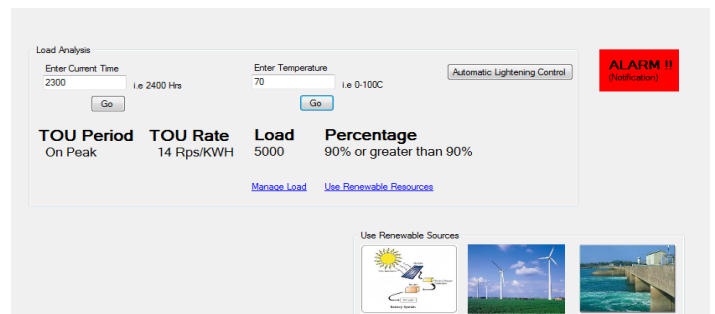 Load Analysis
Enter Current Time
2300
i.e 2400 Hrs
Go
Enter Temperature
70
i.e 0-100C
Go
Automatic Lightening Control
ALARM !!
(Notification)
TOU Period TOU Rate Load Percentage
On Peak 14 Rps/KWH 5000 90% or greater than 90%
Manage Load Use Renewable Resources
Use Renewable Sources